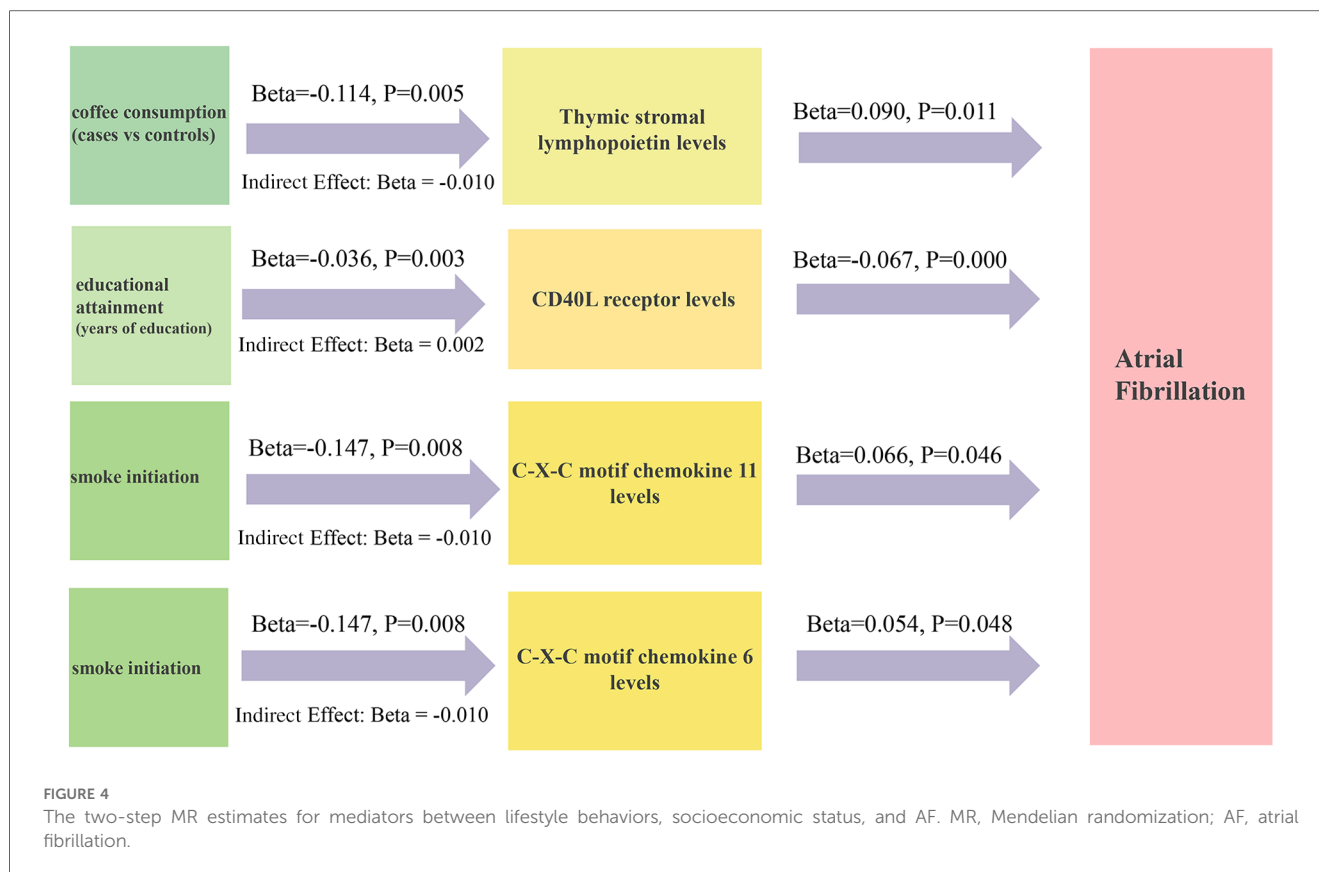 coffee consumption
(cases vs controls)
Beta=-0.114, P=0.005
Indirect Effect: Beta = -0.010
Thymic stromal
lymphopoietin levels
Beta=0.090, P=0.011
educational
attainment
(years of education)
Beta=-0.036, P=0.003
Indirect Effect: Beta = 0.002
CD40L receptor levels
Beta=-0.067, P=0.000
smoke initiation
Beta=-0.147, P=0.008
Indirect Effect: Beta = -0.010
C-X-C motif chemokine 11
levels
Beta=0.066, P=0.046
smoke initiation
Beta=-0.147, P=0.008
Indirect Effect: Beta = -0.010
C-X-C motif chemokine 6
levels
Beta=0.054, P=0.048
Atrial
Fibrillation
FIGURE 4
The two-step MR estimates for mediators between lifestyle behaviors, socioeconomic status, and AF. MR, Mendelian randomization; AF, atrial
fibrillation.